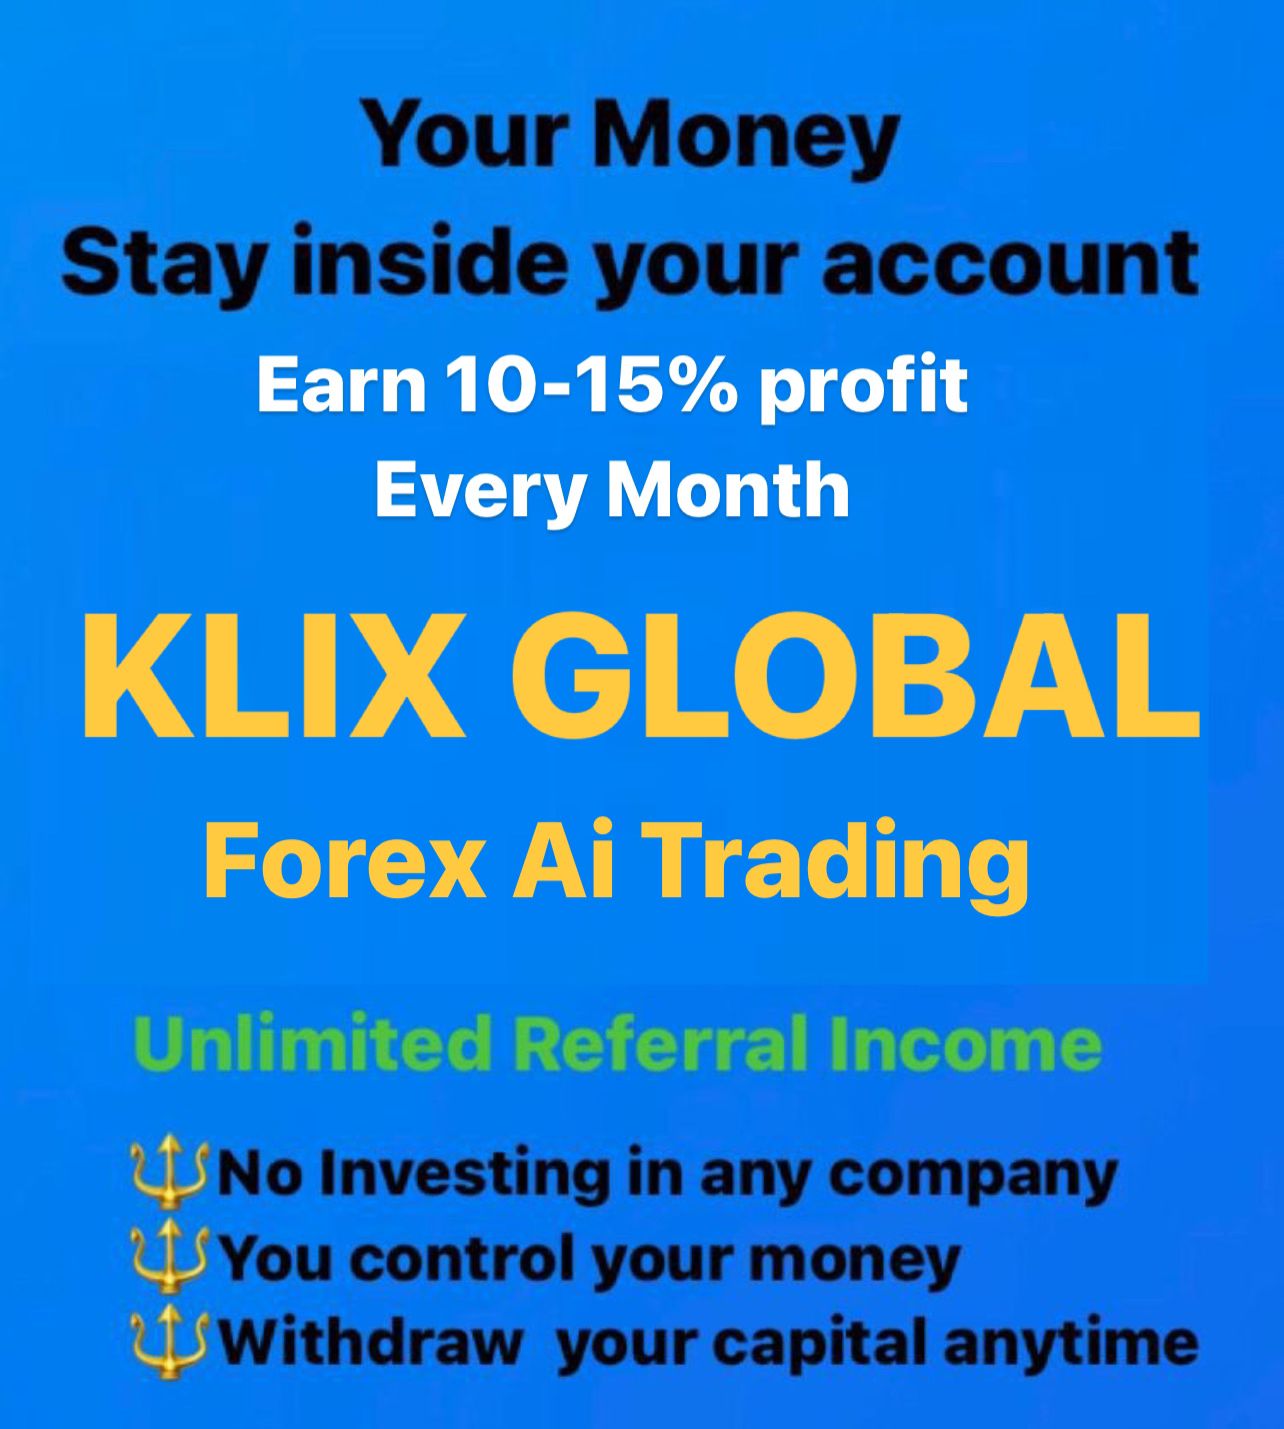 Your Money
Stay inside your account
Earn 10-15% profit
Every Month
KLIX GLOBAL
Forex Ai Trading
Unlimited Referral Income
🔱No Investing in any company
🔱You control your money
🔱Withdraw  your capital anytime